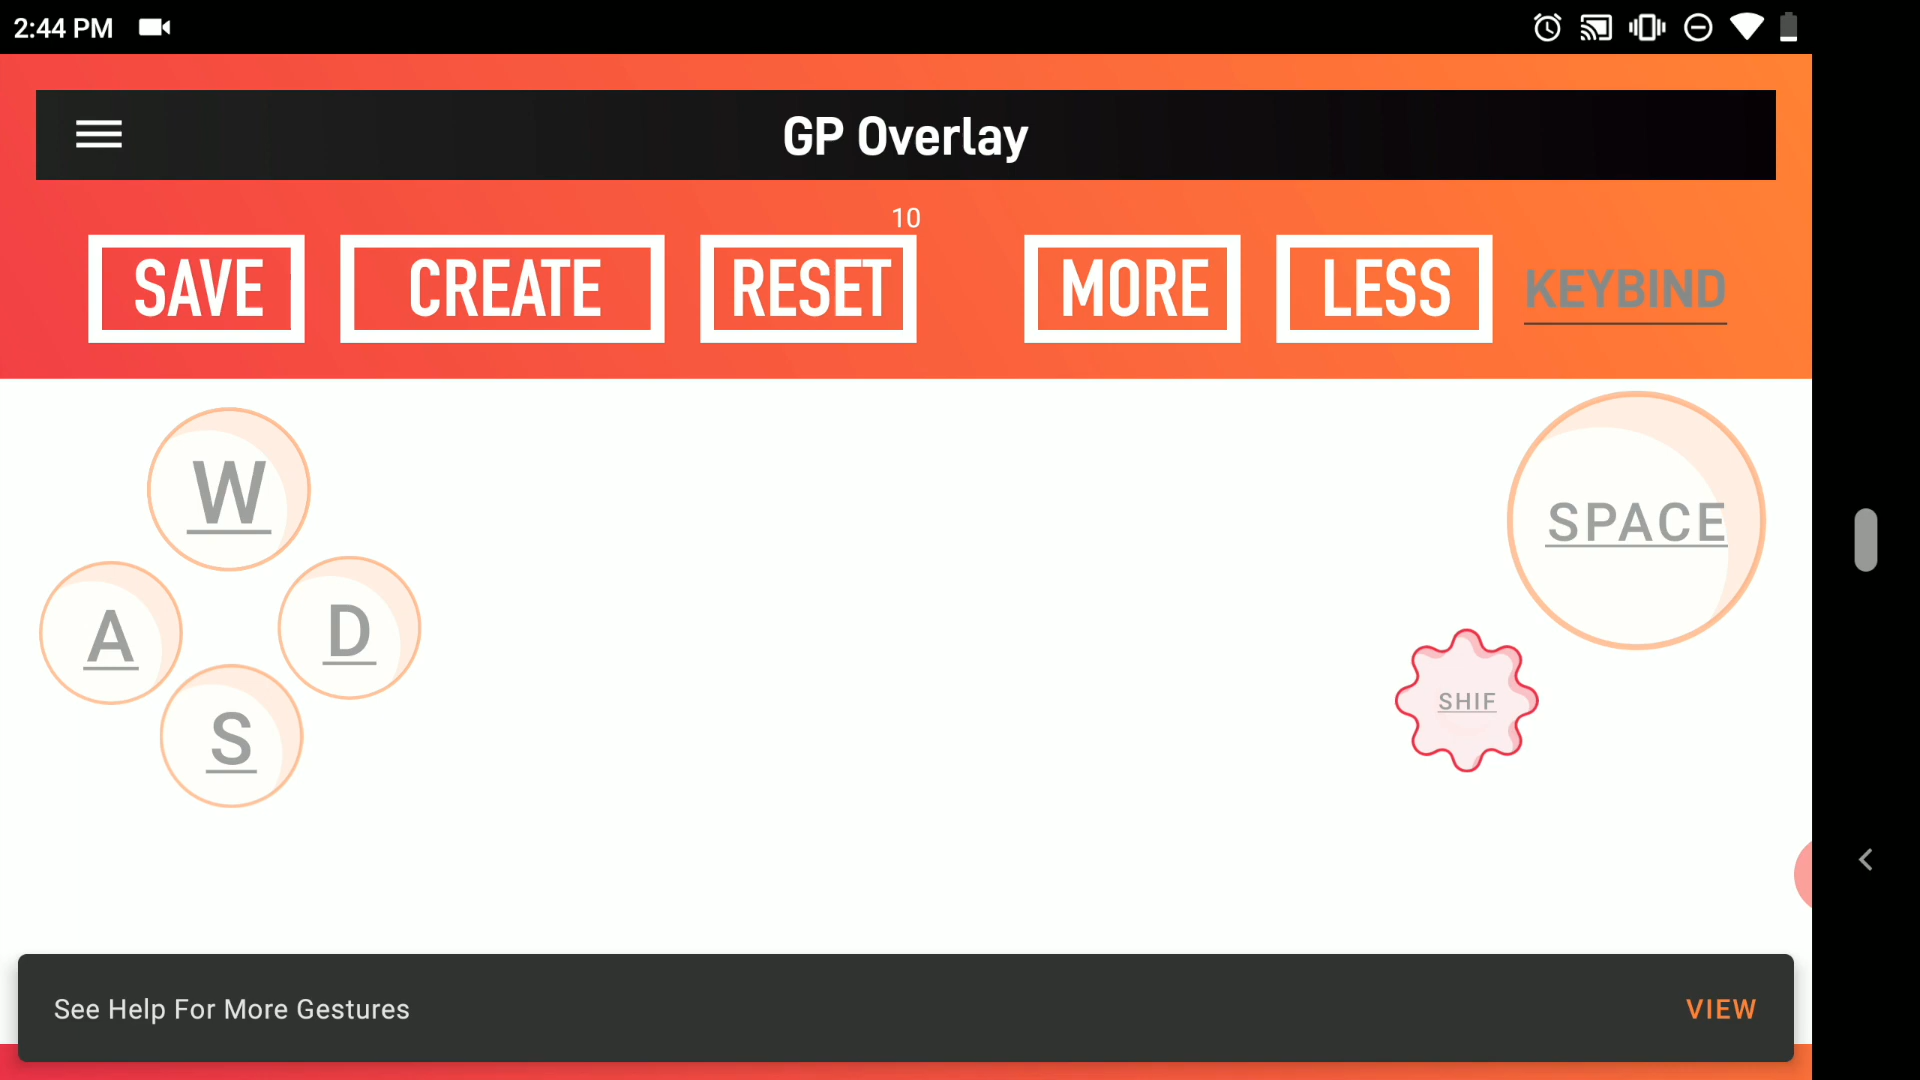 2:44 PM
GP Overlay
10
SAVE CREATE RESET MORE LESS KEYBIND
W
SPACE
A D
SHIF
S
See Help For More Gestures VIEW